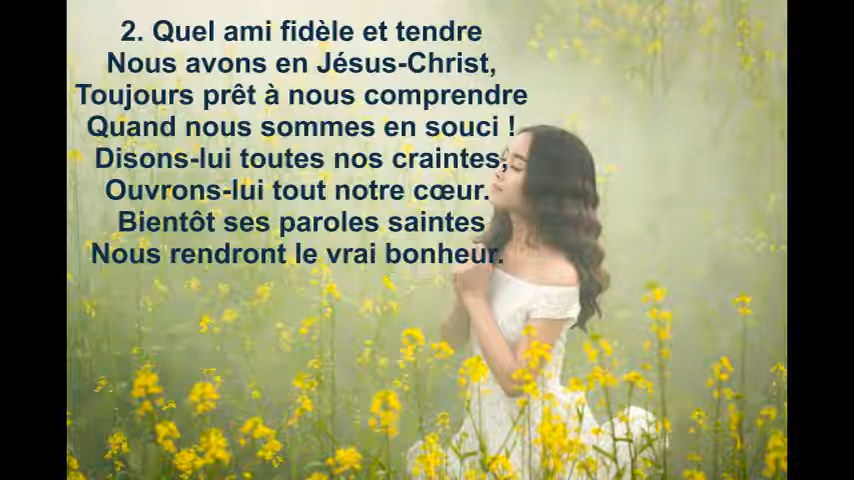 2. Quel ami fidèle et tendre
Nous avons en Jésus-Christ,
Toujours prêt à nous comprendre
Quand nous sommes en souci !
Disons-lui toutes nos craintes,
Ouvrons-lui tout notre cœur.
Bientôt ses paroles saintes
Nous rendront le vrai bonheur.